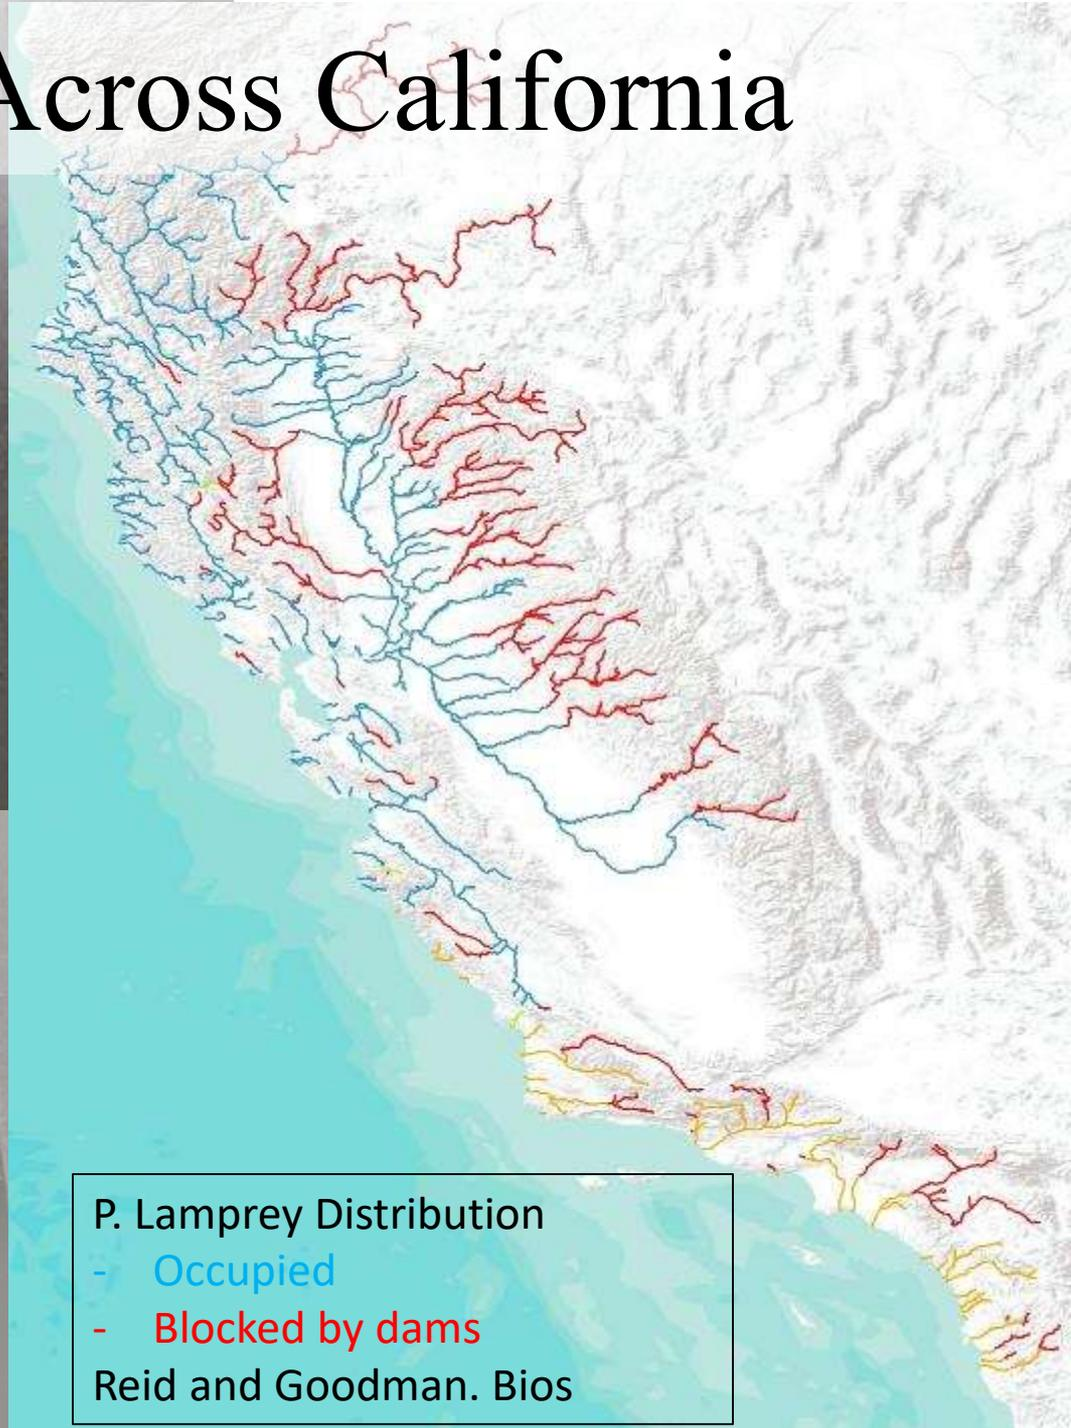 Across California
P. Lamprey Distribution
- Occupied
- Blocked by dams
Reid and Goodman. Bios